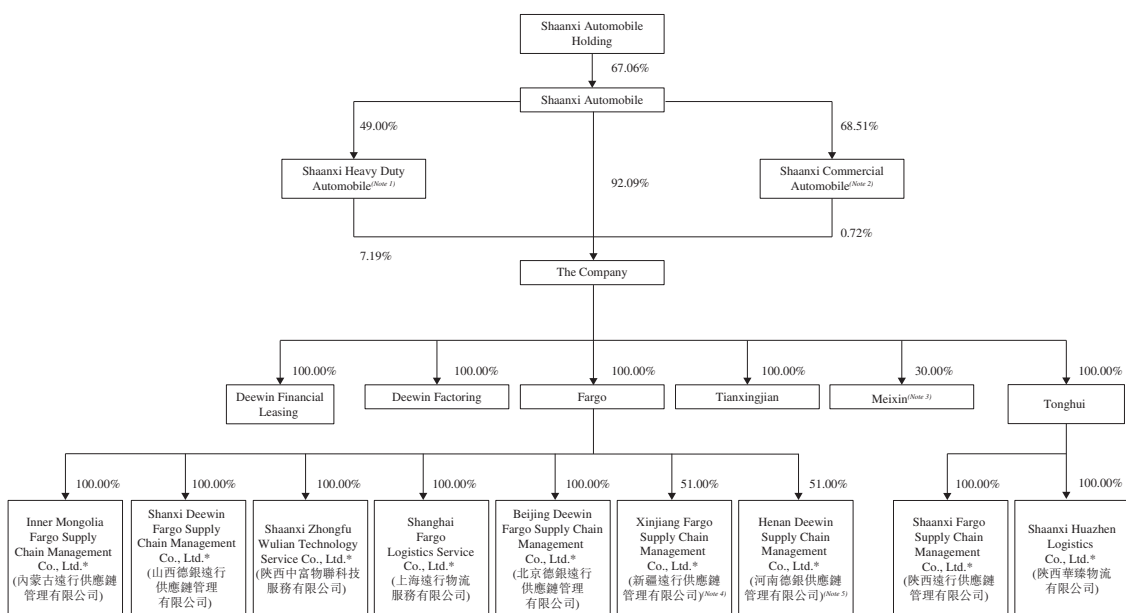 Shaanxi Automobile
Holding
67.06%
Shaanxi Automobile
49.00%
68.51%
Shaanxi Heavy Duty
Automobile(Note 1)
92.09%
Shaanxi Commercial
Automobile(Note 2)
7.19%
0.72%
The Company
100.00%
100.00%
100.00%
100.00%
30.00%
100.00%
Deewin Financial
Leasing
Deewin Factoring
Fargo
Tianxingjian
Meixin(Note 3)
Tonghui
100.00%
100.00%
100.00%
100.00%
100.00%
51.00%
51.00%
100.00%
100.00%
Inner Mongolia
Fargo Supply
Chain Management
Co., Ltd.*
(內蒙古遠行供應鏈
管理有限公司)
Shanxi Deewin
Fargo Supply
Chain Management
Co., Ltd.*
(山西德銀遠行
供應鏈管理
有限公司)
Shaanxi Zhongfu
Wulian Technology
Service Co., Ltd.*
(陝西中富物聯科技
服務有限公司)
Shanghai
Fargo
Logistics Service
Co., Ltd.*
(上海遠行物流
服務有限公司)
Beijing Deewin
Fargo Supply Chain
Management
Co., Ltd.*
(北京德銀遠行
供應鏈管理
有限公司)
Xinjiang Fargo
Supply Chain
Management
Co., Ltd.*
(新疆遠行供應鏈
管理有限公司)(Note 4)
Henan Deewin
Supply Chain
Management
Co., Ltd.*
(河南德銀供應鏈
管理有限公司)(Note 5)
Shaanxi Fargo
Supply Chain
Management
Co., Ltd.*
(陝西遠行供應鏈
管理有限公司)
Shaanxi Huazhen
Logistics
Co., Ltd.*
(陝西華臻物流
有限公司)